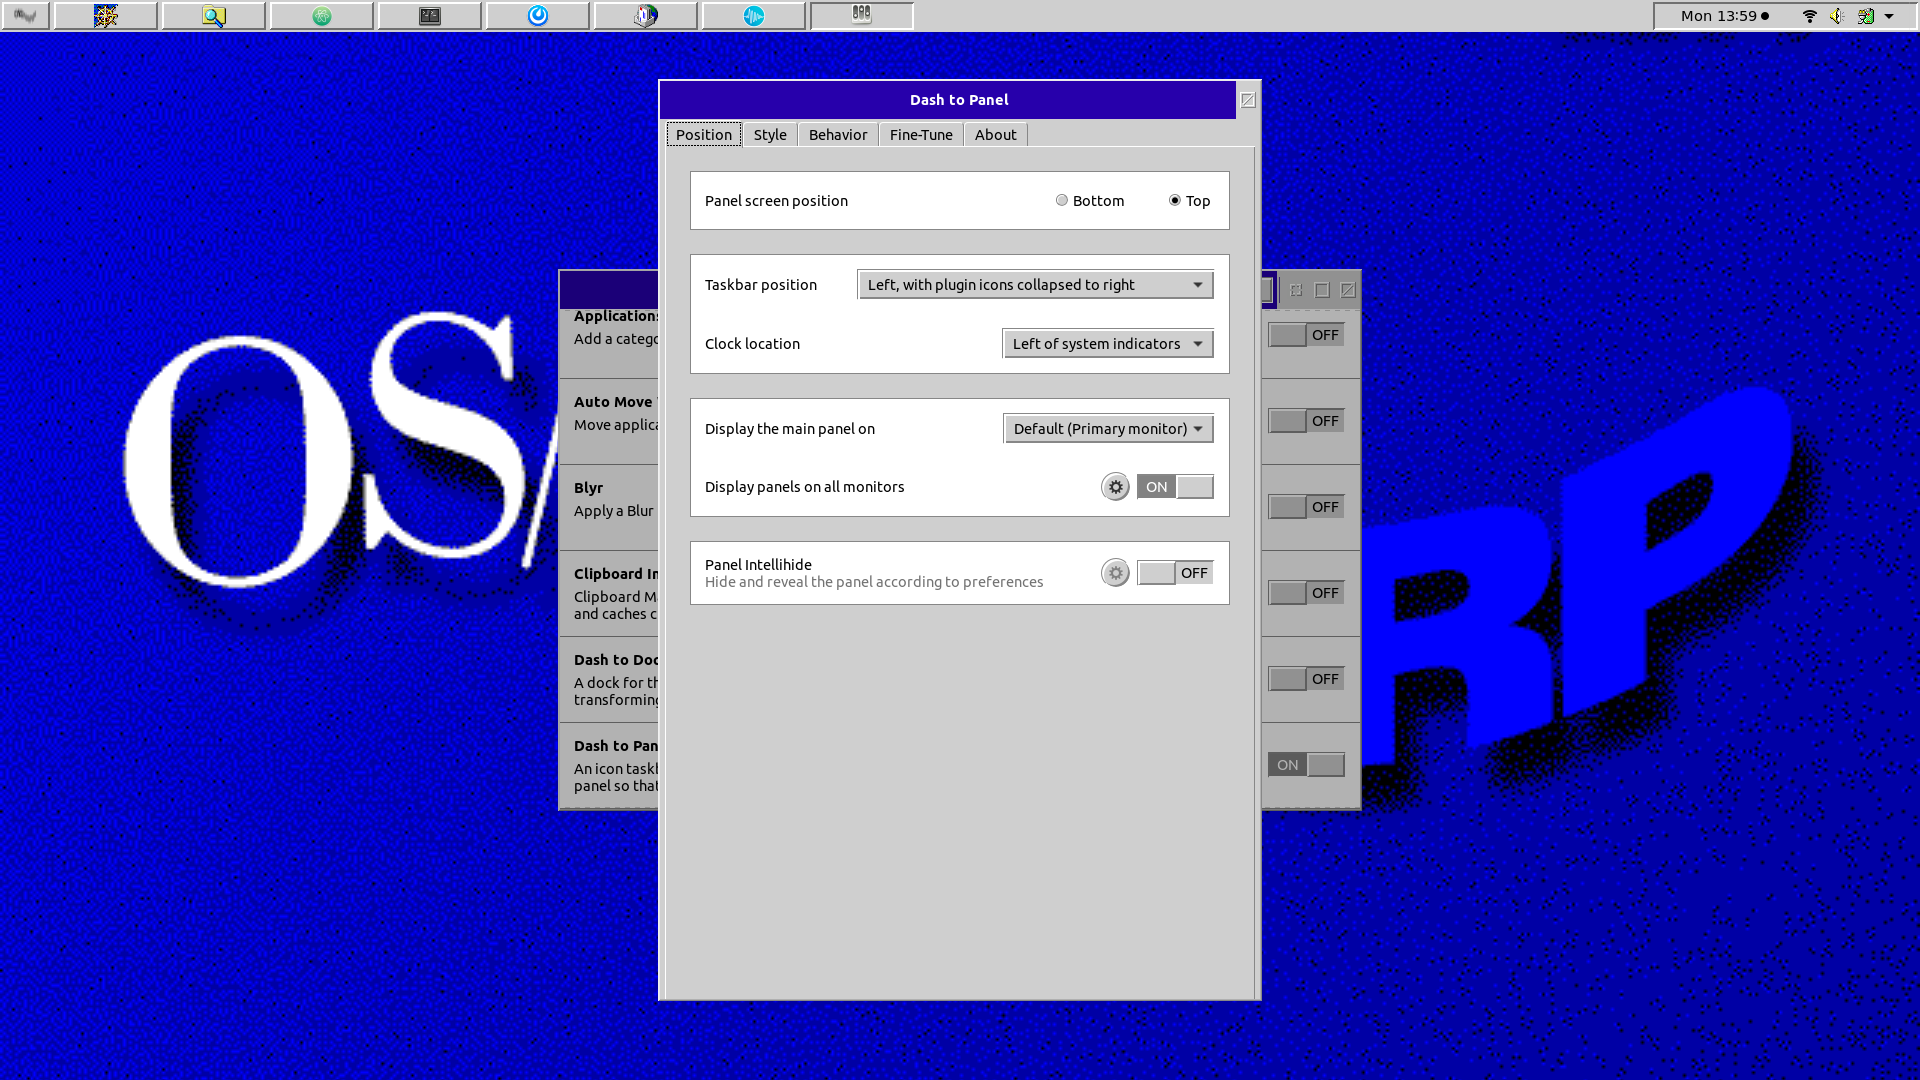 Mon 13:59
Dash to Panel
Position Style Behavior Fine-Tune About
Panel screen position Bottom Top
Taskbar position Left, with plugin icons collapsed to right
Clock location Left of system indicators
Display the main panel on Default (Primary monitor)
Display panels on all monitors ON
Panel Intellihide OFF
Hide and reveal the panel according to preferences
Applications
Add a catego
OFF
Auto Move
Move applica
OFF
Blyr
Apply a Blur
OFF
Clipboard In
Clipboard M
and caches c
OFF
Dash to Doc
A dock for th
transforming
OFF
Dash to Pan
An icon taskb
panel so that
ON
OS/
RP